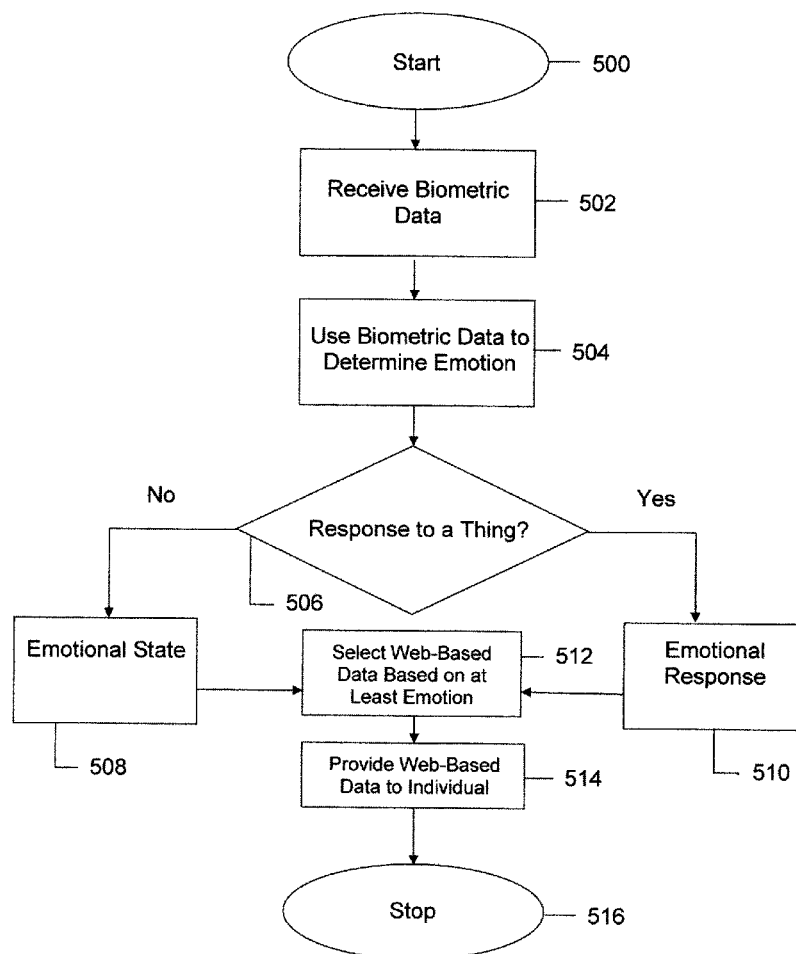 Start
500
Receive Biometric
Data
502
Use Biometric Data to
Determine Emotion
504
No
Yes
Response to a Thing?
506
Emotional State
508
Select Web-Based
Data Based on at
Least Emotion
512
Emotional
Response
510
Provide Web-Based
Data to Individual
514
Stop
516